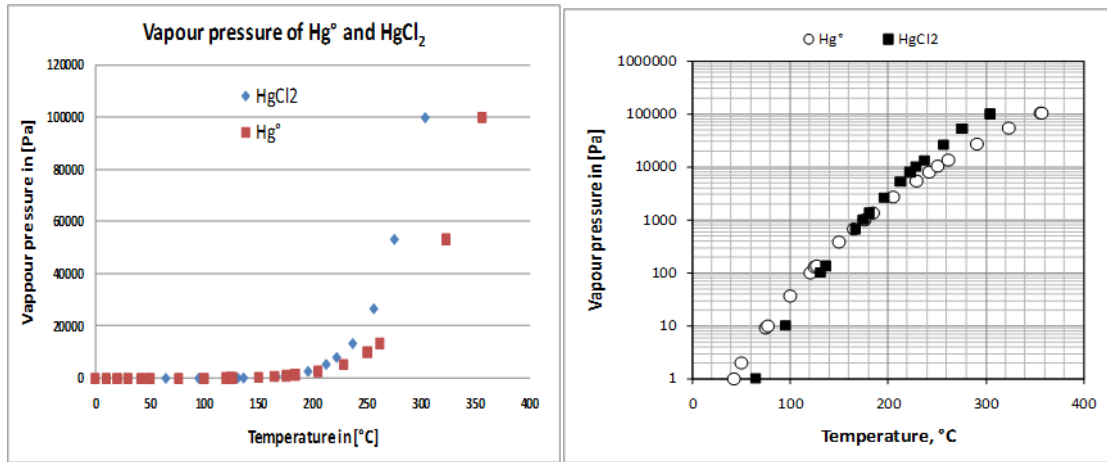 Vapour pressure of Hg° and HgCl2
120000
100000
80000
60000
40000
20000
0
Vappour pressure in [Pa]
HgCl2
Hg°
0 50 100 150 200 250 300 350 400
Temperature in [°C]
Hg° HgCl2
1000000
100000
10000
1000
100
10
1
Vapour pressure in [Pa]
0 100 200 300 400
Temperature, °C